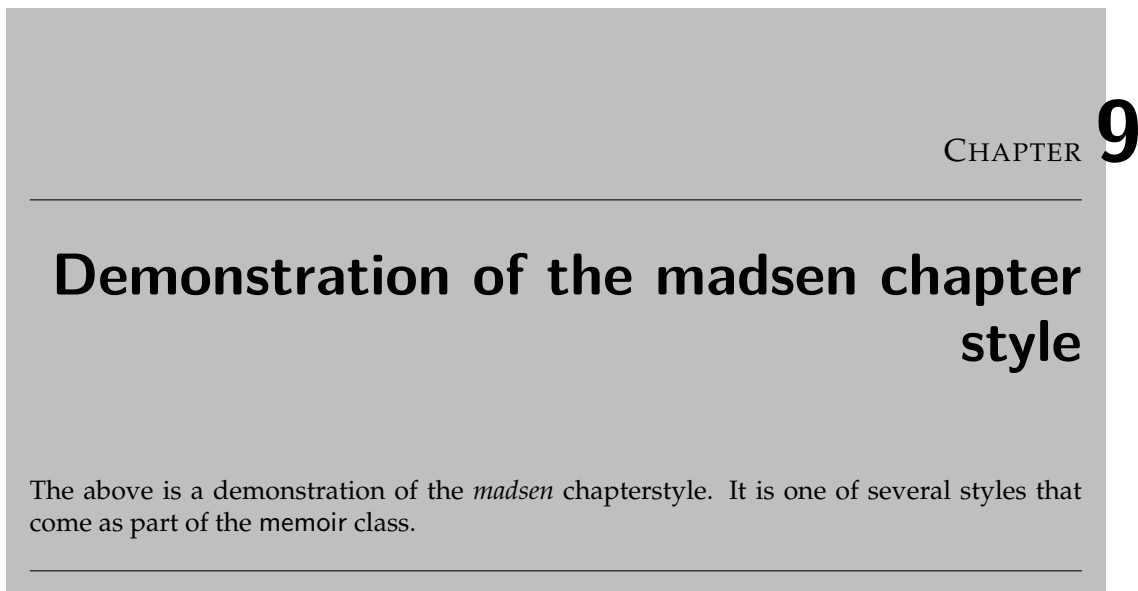 CHAPTER 9
Demonstration of the madsen chapter
style
The above is a demonstration of the madsen chapterstyle. It is one of several styles that
come as part of the memoir class.